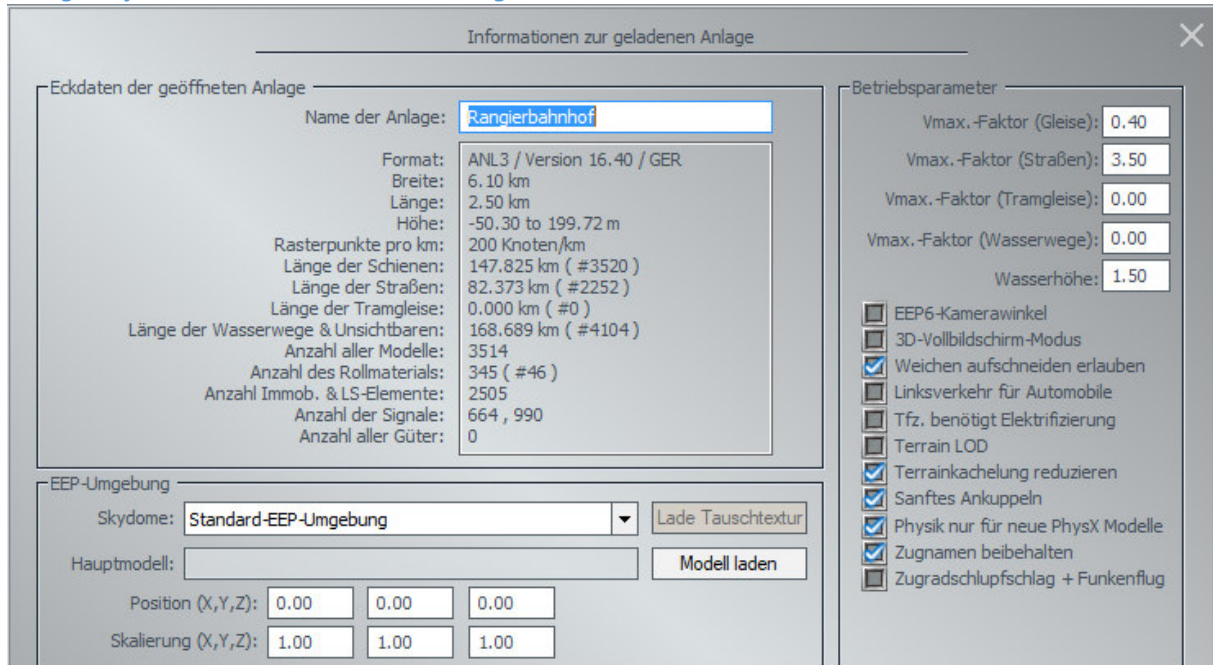 Informationen zur geladenen Anlage
Eckdaten der geöffneten Anlage
Name der Anlage: Rangierbahnhof
Format: ANL3 / Version 16.40 / GER
Breite: 6.10 km
Länge: 2.50 km
Höhe: -50.30 to 199.72 m
Rasterpunkte pro km: 200 Knoten/km
Länge der Schienen: 147.825 km ( #3520 )
Länge der Straßen: 82.373 km ( #2252 )
Länge der Tramgleise: 0.000 km ( #0 )
Länge der Wasserwege & Unsichtbaren: 168.689 km ( #4104 )
Anzahl aller Modelle: 3514
Anzahl des Rollmaterials: 345 ( #46 )
Anzahl Immob. & LS-Elemente: 2505
Anzahl der Signale: 664 , 990
Anzahl aller Güter: 0
EEP-Umgebung
Skydome: Standard-EEP-Umgebung Lade Tauschtextur
Hauptmodell: Modell laden
Position (X,Y,Z): 0.00 0.00 0.00
Skalierung (X,Y,Z): 1.00 1.00 1.00
Betriebsparameter
Vmax.-Faktor (Gleise): 0.40
Vmax.-Faktor (Straßen): 3.50
Vmax.-Faktor (Tramgleise): 0.00
Vmax.-Faktor (Wasserwege): 0.00
Wasserhöhe: 1.50
EEP6-Kamerawinkel
3D-Vollbildschirm-Modus
Weichen aufschneiden erlauben
Linksverkehr für Automobile
Tfz. benötigt Elektrifizierung
Terrain LOD
Terrainkachelung reduzieren
Sanftes Ankuppeln
Physik nur für neue PhysX Modelle
Zugnamen beibehalten
Zugradschlupfschlag + Funkenflug